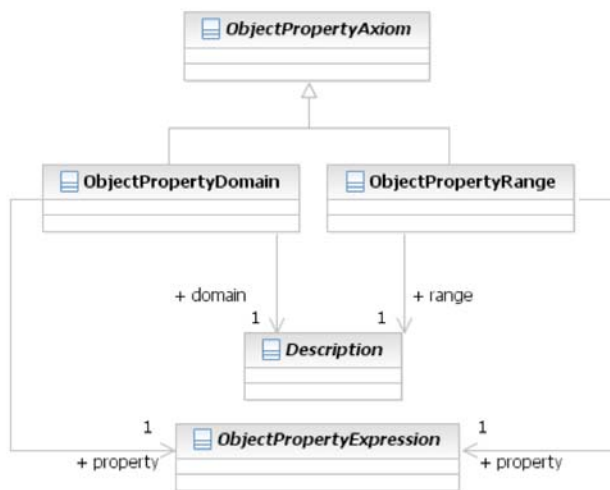 ObjectPropertyAxiom
ObjectPropertyDomain
ObjectPropertyRange
+ domain
+ range
1
1
Description
1
1
ObjectPropertyExpression
+ property
+ property